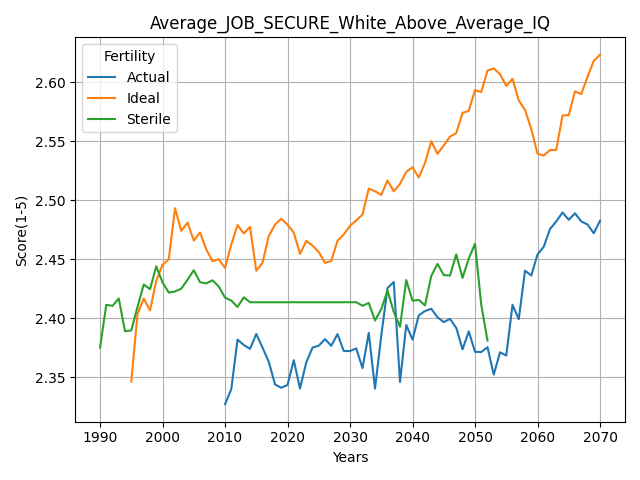 Average_JOB_SECURE_White_Above_Average_IQ
Fertility
Actual
Ideal
Sterile
Score(1-5)
2.60
2.55
2.50
2.45
2.40
2.35
1990 2000 2010 2020 2030 2040 2050 2060 2070
Years